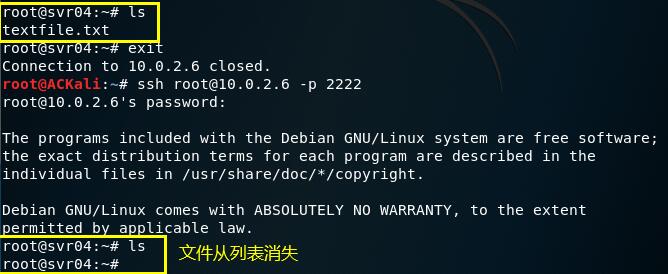 root@svr04:~# ls
textfile.txt
root@svr04:~# exit
Connection to 10.0.2.6 closed.
root@ACKali:~# ssh root@10.0.2.6 -p 2222
root@10.0.2.6's password:

The programs included with the Debian GNU/Linux system are free software;
the exact distribution terms for each program are described in the
individual files in /usr/share/doc/*/copyright.

Debian GNU/Linux comes with ABSOLUTELY NO WARRANTY, to the extent
permitted by applicable law.
root@svr04:~# ls
root@svr04:~#
文件从列表消失